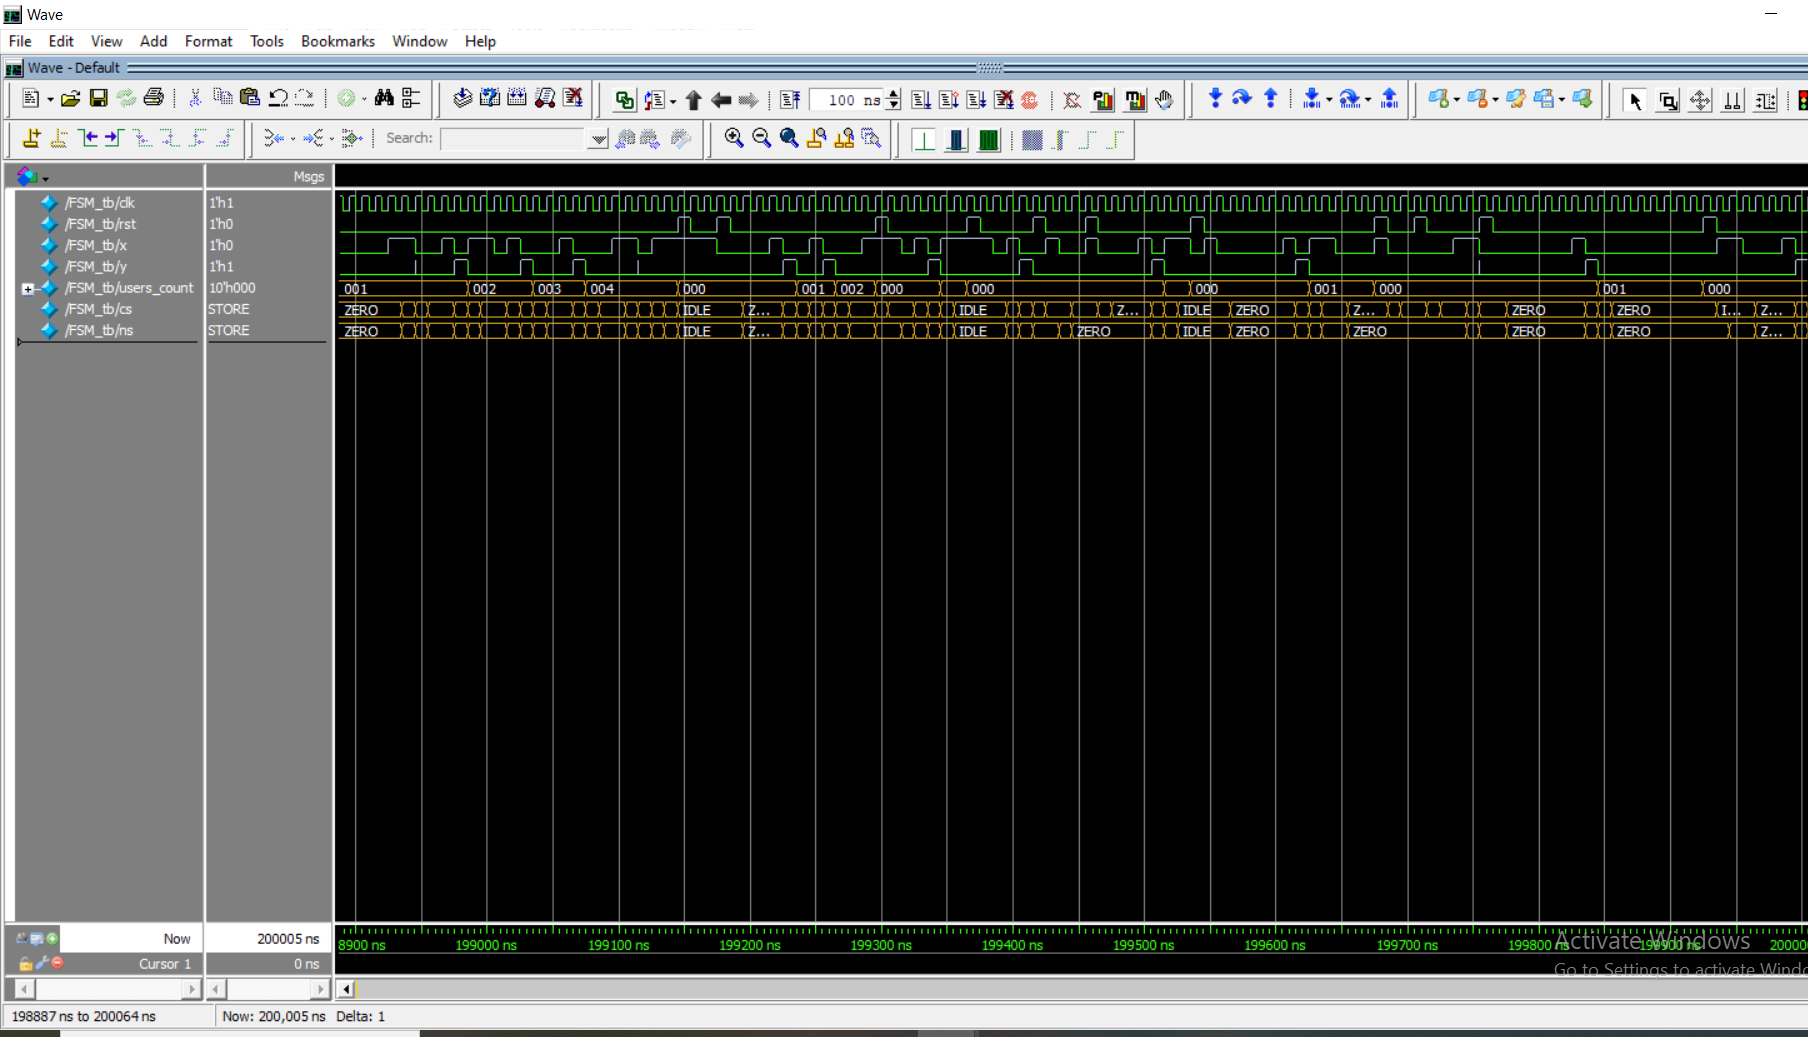 Wave
File Edit View Add Format Tools Bookmarks Window Help
Wave - Default
100 ns
Search:
Msgs
/FSM_tb/clk 1'h1
/FSM_tb/rst 1'h0
/FSM_tb/x 1'h0
/FSM_tb/y 1'h1
/FSM_tb/users_count 10'h000 001 002 003 004 000 001 002 000 000 000 001 000 001 000
/FSM_tb/cs STORE ZERO IDLE Z... IDLE Z... IDLE ZERO Z... ZERO ZERO I... Z...
/FSM_tb/ns STORE ZERO IDLE Z... IDLE ZERO IDLE ZERO ZERO ZERO ZERO Z...
Now 200005 ns 8900 ns 199000 ns 199100 ns 199200 ns 199300 ns 199400 ns 199500 ns 199600 ns 199700 ns 199800 ns 199900 ns 20000
Activate Windows
Cursor 1 0 ns
Go to Settings to activate Windo
198887 ns to 200064 ns Now: 200,005 ns Delta: 1